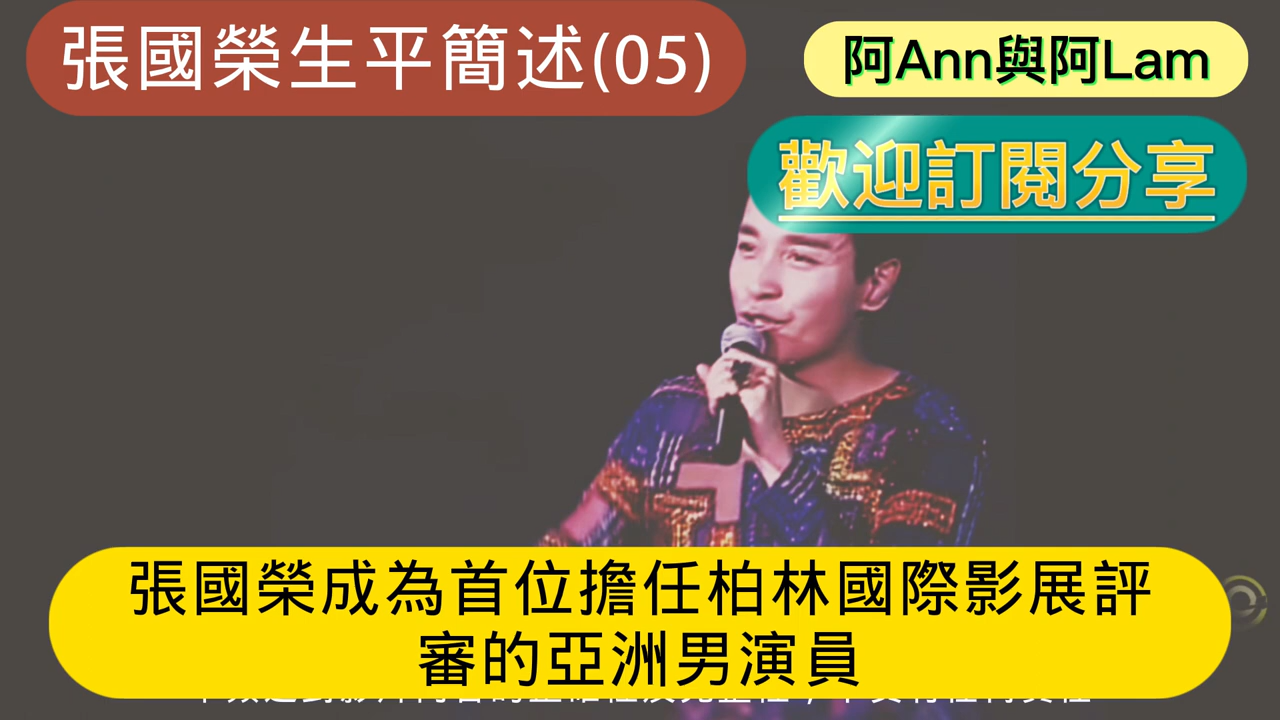 張國榮生平簡述(05)
阿Ann與阿Lam
歡迎訂閱分享
張國榮成為首位擔任柏林國際影展評
審的亞洲男演員